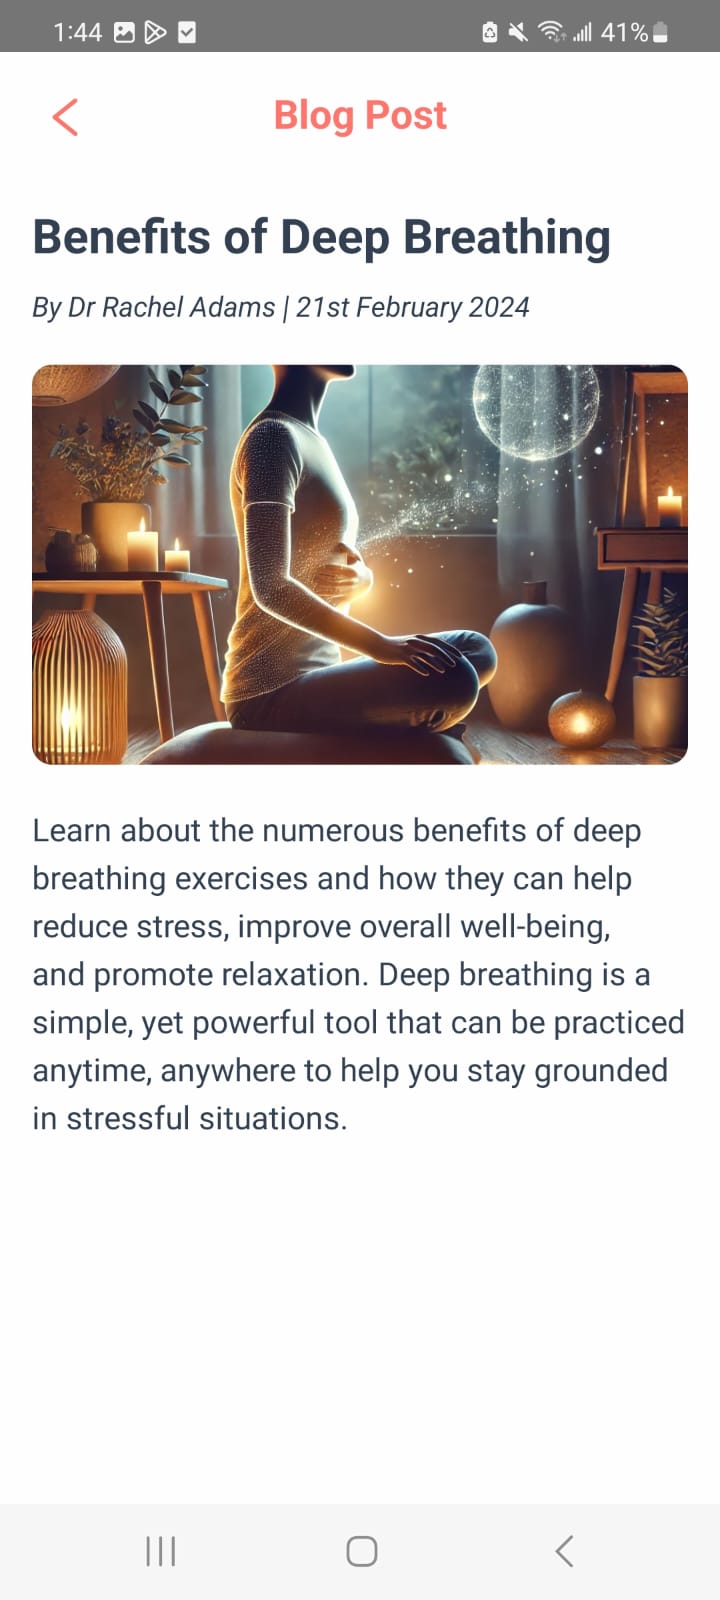 1:44
41%
Blog Post
Benefits of Deep Breathing
By Dr Rachel Adams | 21st February 2024
Learn about the numerous benefits of deep
breathing exercises and how they can help
reduce stress, improve overall well-being,
and promote relaxation. Deep breathing is a
simple, yet powerful tool that can be practiced
anytime, anywhere to help you stay grounded
in stressful situations.